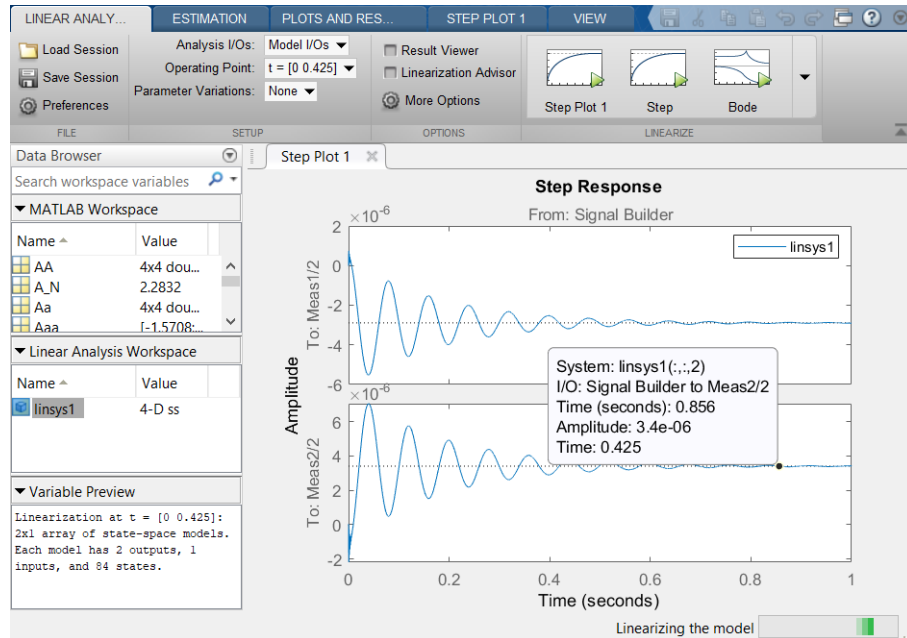 LINEAR ANALY...
ESTIMATION
PLOTS AND RES...
STEP PLOT 1
VIEW
Load Session
Save Session
Preferences
FILE
Analysis I/Os: Model I/Os
Operating Point: t = [0 0.425]
Parameter Variations: None
SETUP
Result Viewer
Linearization Advisor
More Options
OPTIONS
Step Plot 1
Step
Bode
LINEARIZE
Data Browser
Search workspace variables
MATLAB Workspace
Name Value
AA 4x4 dou...
A_N 2.2832
Aa 4x4 dou...
Aaa [-1.5708:...
Linear Analysis Workspace
Name Value
linsys1 4-D ss
Variable Preview
Linearization at t = [0 0.425]:
2x1 array of state-space models.
Each model has 2 outputs, 1
inputs, and 84 states.
Step Plot 1
Step Response
From: Signal Builder
×10-6
2
0
-2
-4
-6
To: Meas1/2
linsys1
Amplitude
×10-6
6
4
2
0
-2
To: Meas2/2
System: linsys1(:,:,2)
I/O: Signal Builder to Meas2/2
Time (seconds): 0.856
Amplitude: 3.4e-06
Time: 0.425
0 0.2 0.4 0.6 0.8 1
Time (seconds)
Linearizing the model